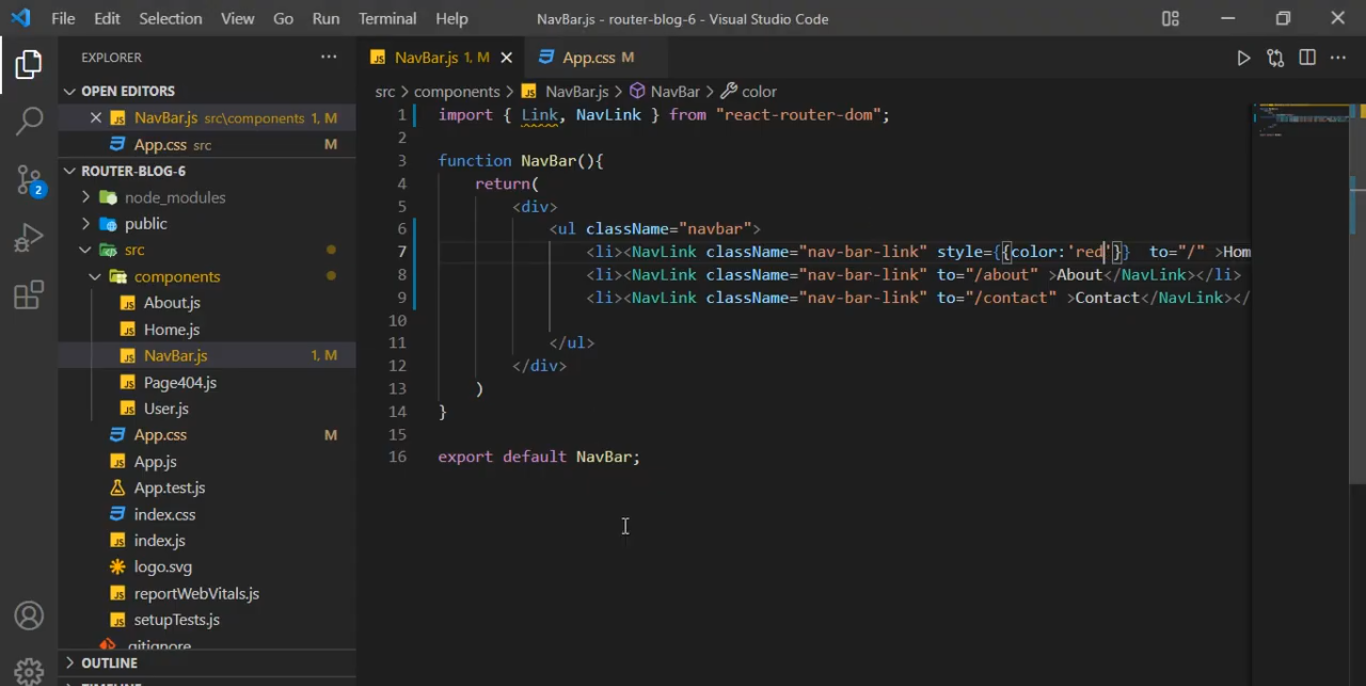 File Edit Selection View Go Run Terminal Help NavBar.js - router-blog-6 - Visual Studio Code
EXPLORER
OPEN EDITORS
NavBar.js src\components 1, M
App.css src M
ROUTER-BLOG-6
node_modules
public
src
components
About.js
Home.js
NavBar.js 1, M
Page404.js
User.js
App.css M
App.js
App.test.js
index.css
index.js
logo.svg
reportWebVitals.js
setupTests.js
.gitignore
OUTLINE
TIMELINE
2
NavBar.js 1, M
App.css M
src > components > NavBar.js > NavBar > color
1 import { Link, NavLink } from "react-router-dom";
2
3 function NavBar(){
4 return(
5 <div>
6 <ul className="navbar">
7 <li><NavLink className="nav-bar-link" style={{color:'red'}} to="/" >Hom
8 <li><NavLink className="nav-bar-link" to="/about" >About</NavLink></li>
9 <li><NavLink className="nav-bar-link" to="/contact" >Contact</NavLink></
10
11 </ul>
12 </div>
13 )
14 }
15
16 export default NavBar;